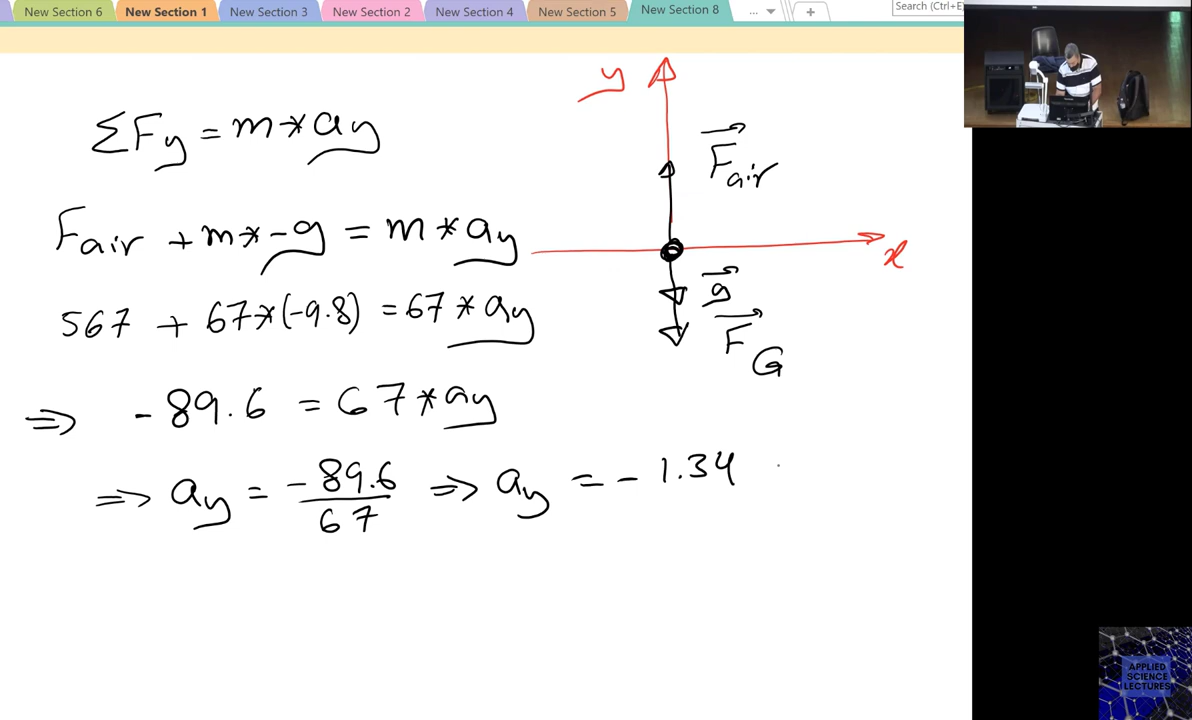 New Section 6 New Section 1 New Section 3 New Section 2 New Section 4 New Section 5 New Section 8 ... + Search (Ctrl+E)
ΣFy = m*ay
Fair + m*-g = m*ay
567 + 67*(-9.8) = 67*ay
⇒ -89.6 = 67*ay
⇒ ay = -89.6/67 ⇒ ay = -1.34
y
Fair
x
g
FG
APPLIED
SCIENCE
LECTURES